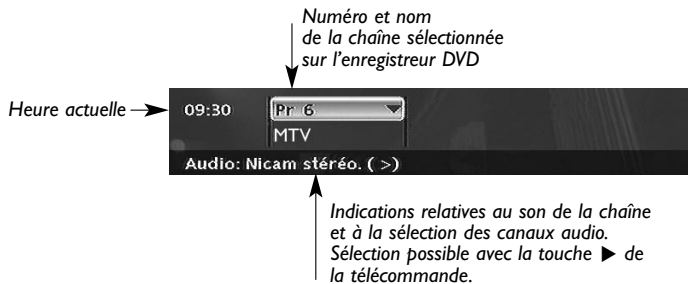 Numéro et nom
de la chaîne sélectionnée
sur l'enregistreur DVD
Heure actuelle
09:30
Pr 6
MTV
Audio: Nicam stéréo. ( >)
Indications relatives au son de la chaîne
et à la sélection des canaux audio.
Sélection possible avec la touche ▶ de
la télécommande.